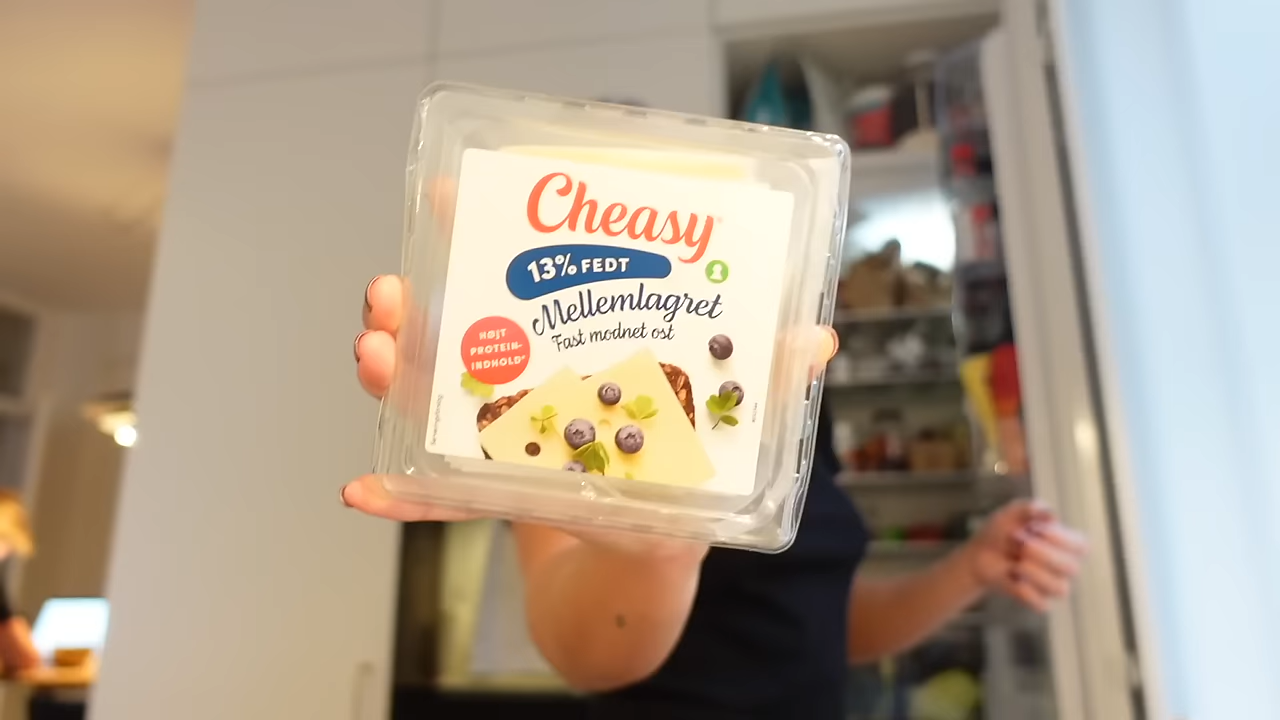 Cheasy
13% FEDT
Mellemlagret
Fast modnet ost
HØJT
PROTEIN-
INDHOLD*